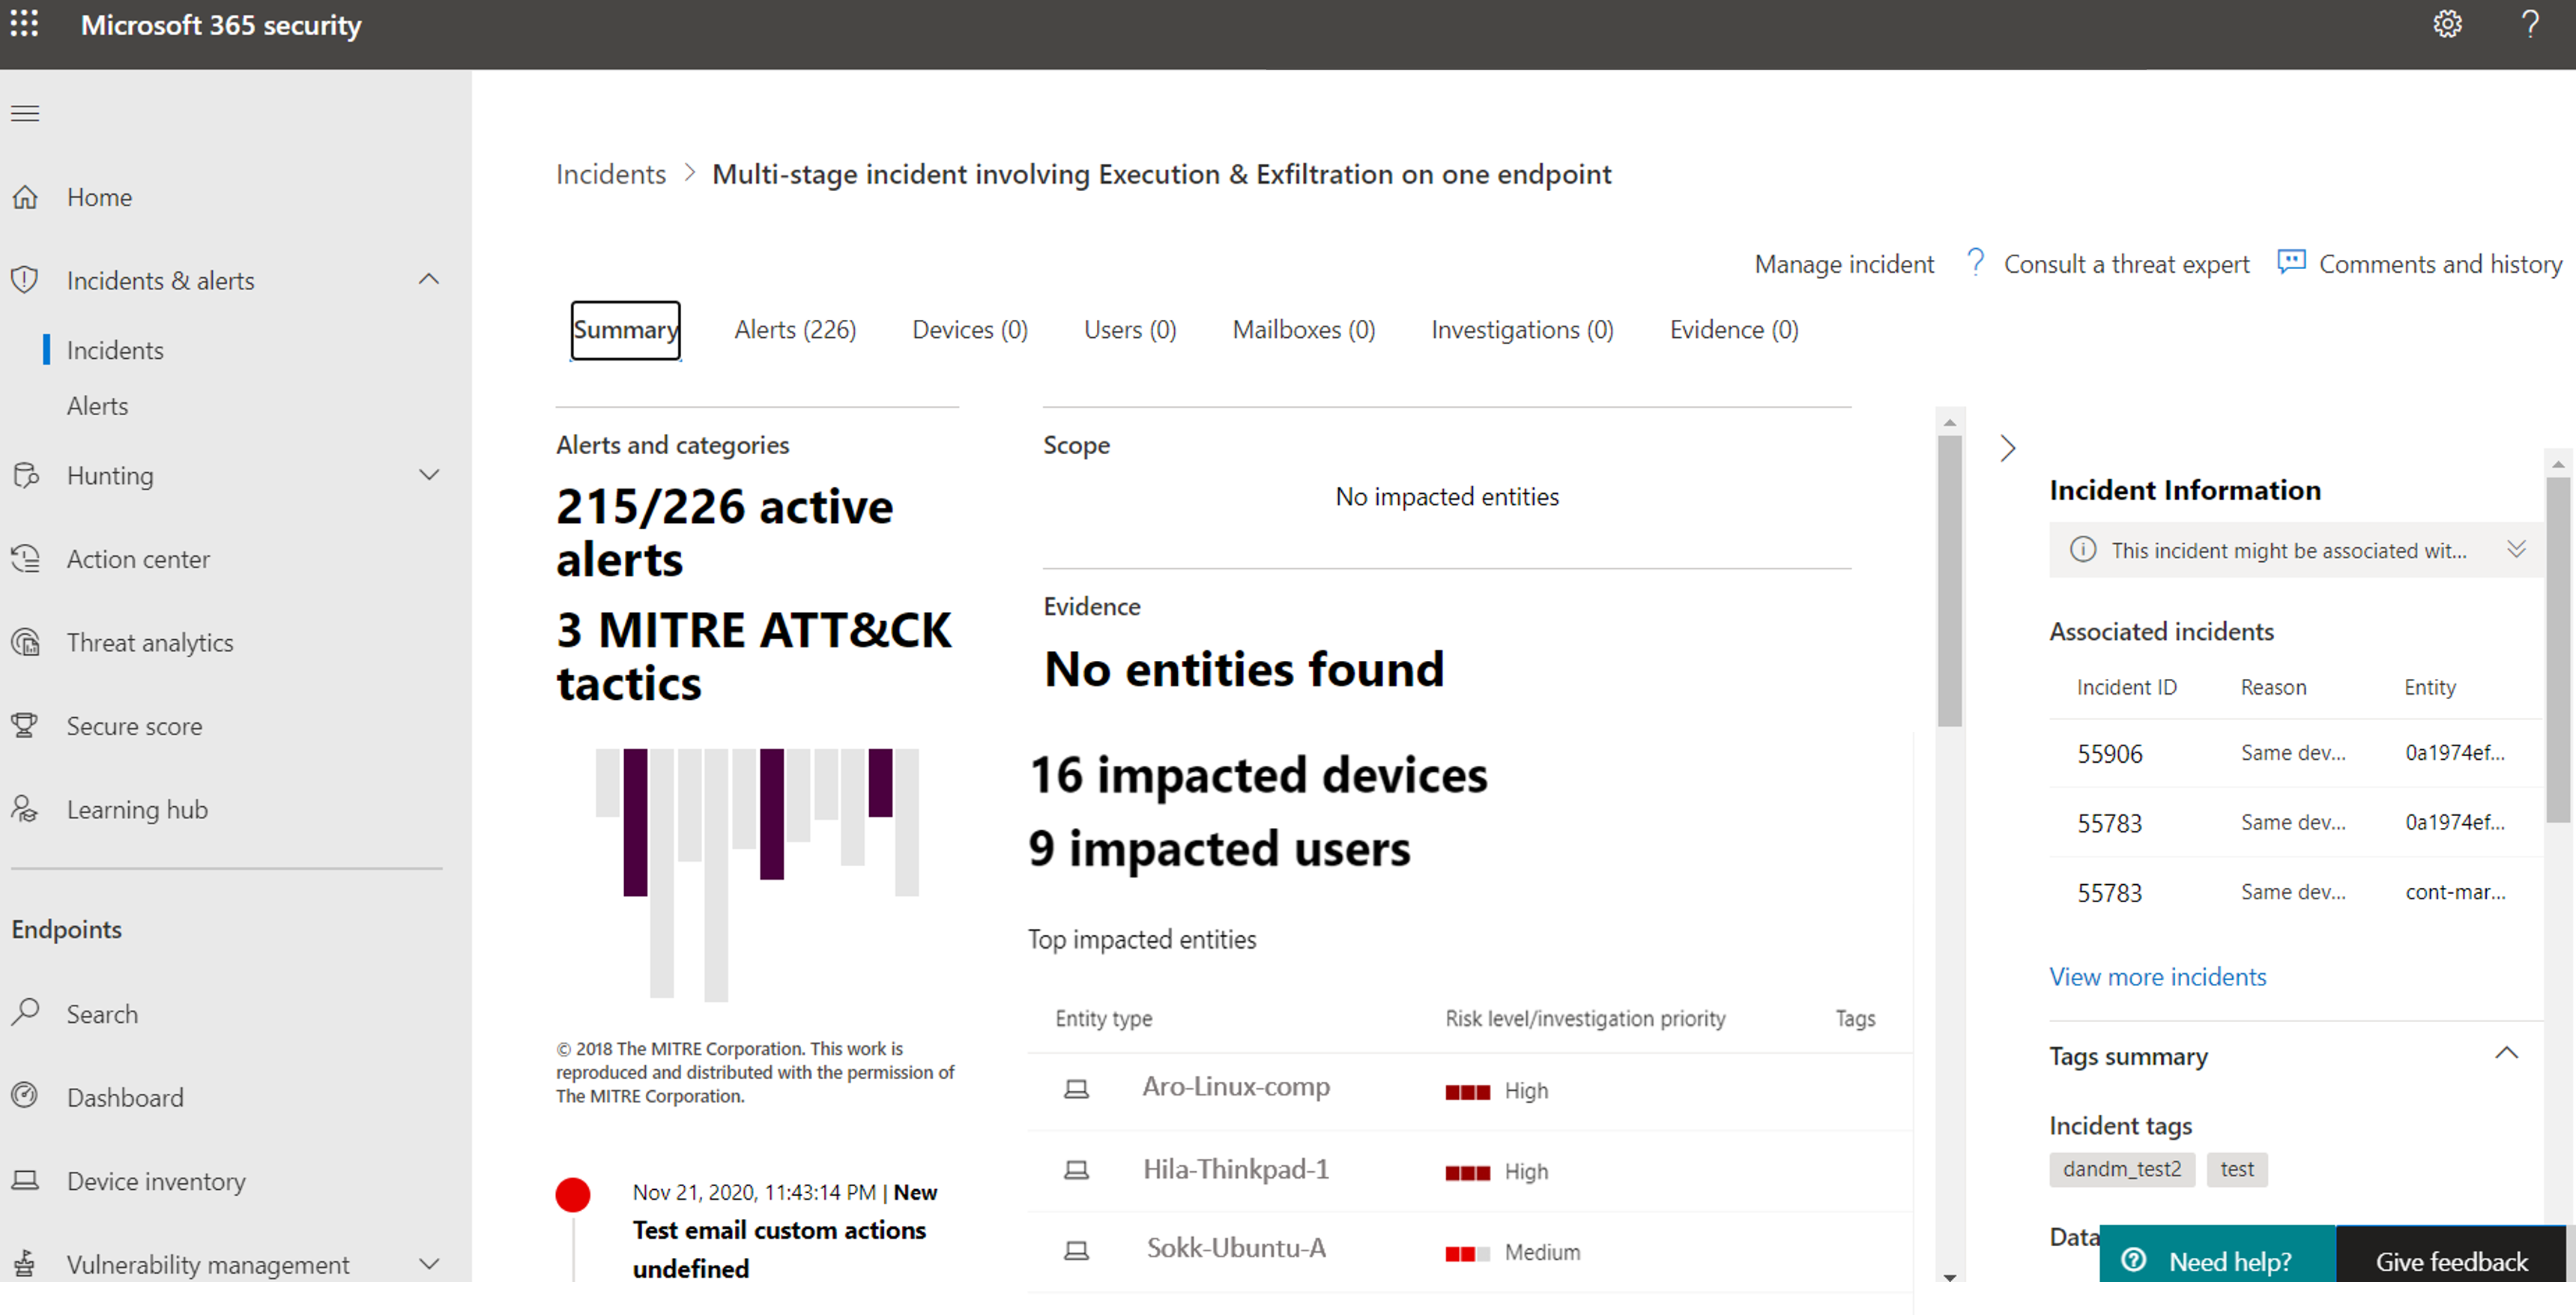 Microsoft 365 security
?
Home
Incidents & alerts
Incidents
Alerts
Hunting
Action center
Threat analytics
Secure score
Learning hub
Endpoints
Search
Dashboard
Device inventory
Vulnerability management
Incidents > Multi-stage incident involving Execution & Exfiltration on one endpoint
Manage incident ? Consult a threat expert Comments and history
Summary Alerts (226) Devices (0) Users (0) Mailboxes (0) Investigations (0) Evidence (0)
Alerts and categories
215/226 active
alerts
3 MITRE ATT&CK
tactics
© 2018 The MITRE Corporation. This work is
reproduced and distributed with the permission of
The MITRE Corporation.
Nov 21, 2020, 11:43:14 PM | New
Test email custom actions
undefined
Scope
No impacted entities
Evidence
No entities found
16 impacted devices
9 impacted users
Top impacted entities
Entity type Risk level/investigation priority Tags
Aro-Linux-comp High
Hila-Thinkpad-1 High
Sokk-Ubuntu-A Medium
Incident Information
This incident might be associated wit...
Associated incidents
Incident ID Reason Entity
55906 Same dev... 0a1974ef...
55783 Same dev... 0a1974ef...
55783 Same dev... cont-mar...
View more incidents
Tags summary
Incident tags
dandm_test2 test
Data
Need help? Give feedback